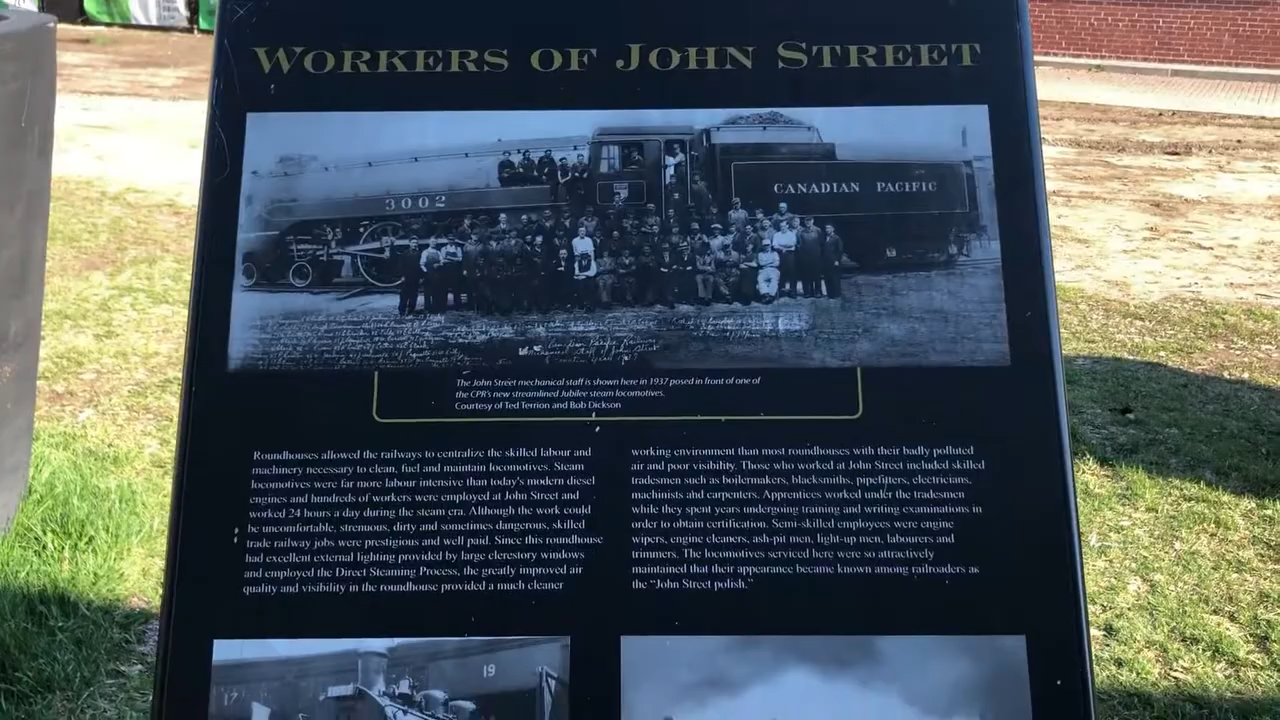 WORKERS OF JOHN STREET
3002
CANADIAN PACIFIC
The John Street mechanical staff is shown here in 1937 posed in front of one of
the CPR's new streamlined Jubilee steam locomotives.
Courtesy of Ted Terrion and Bob Dickson
Roundhouses allowed the railways to centralize the skilled labour and
machinery necessary to clean, fuel and maintain locomotives. Steam
locomotives were far more labour intensive than today's modern diesel
engines and hundreds of workers were employed at John Street and
worked 24 hours a day during the steam era. Although the work could
be uncomfortable, strenuous, dirty and sometimes dangerous, skilled
trade railway jobs were prestigious and well paid. Since this roundhouse
had excellent external lighting provided by large clerestory windows
and employed the Direct Steaming Process, the greatly improved air
quality and visibility in the roundhouse provided a much cleaner
working environment than most roundhouses with their badly polluted
air and poor visibility. Those who worked at John Street included skilled
tradesmen such as boilermakers, blacksmiths, pipefitters, electricians,
machinists and carpenters. Apprentices worked under the tradesmen
while they spent years undergoing training and writing examinations in
order to obtain certification. Semi-skilled employees were engine
wipers, engine cleaners, ash-pit men, light-up men, labourers and
trimmers. The locomotives serviced here were so attractively
maintained that their appearance became known among railroaders as
the "John Street polish."
17
19